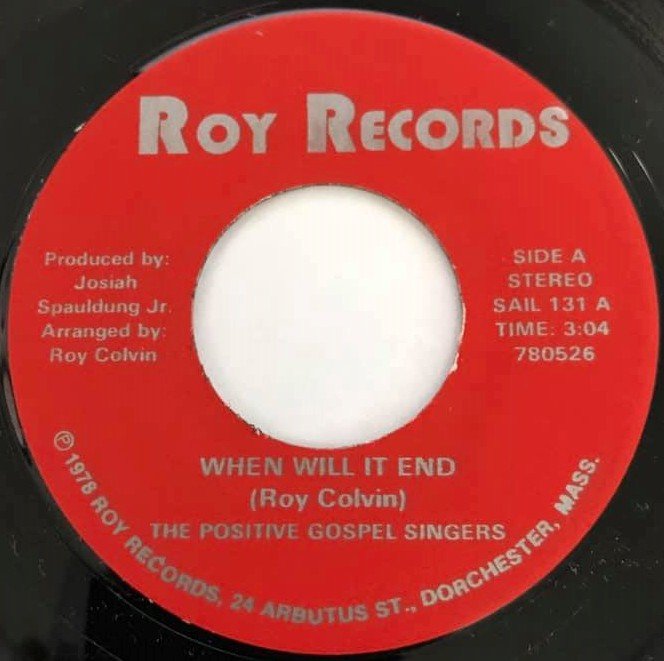 ROY RECORDS
Produced by:
Josiah
Spauldung Jr.
Arranged by:
Roy Colvin
SIDE A
STEREO
SAIL 131 A
TIME: 3:04
780526
WHEN WILL IT END
(Roy Colvin)
THE POSITIVE GOSPEL SINGERS
Ⓟ1978 ROY RECORDS, 24 ARBUTUS ST., DORCHESTER, MASS.